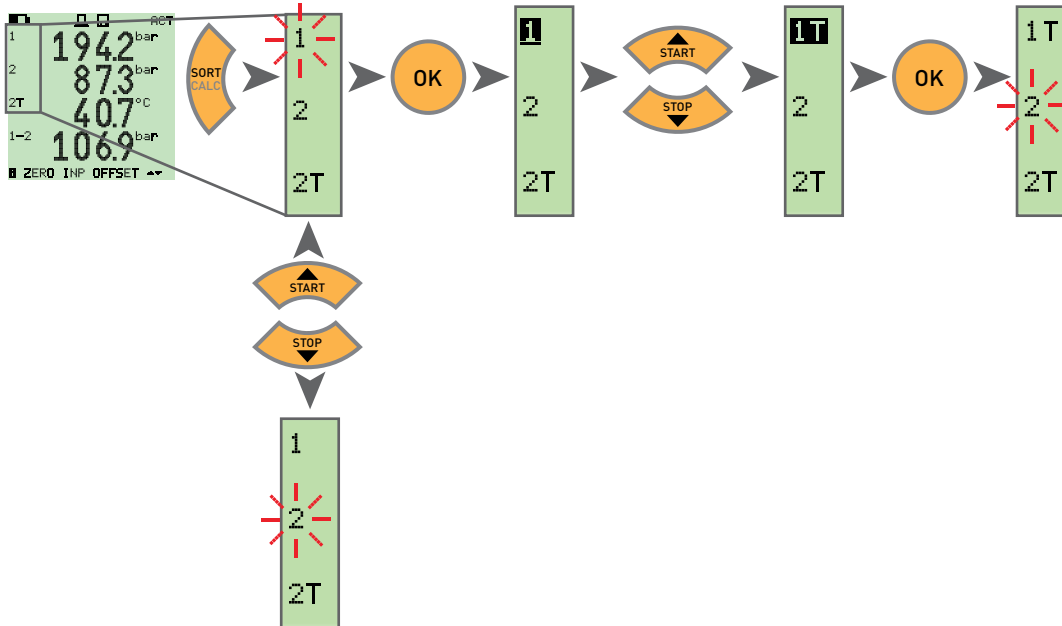 ACT
1 194.2 bar
2 87.3 bar
2T 40.7 °C
1-2 106.9 bar
ZERO INP OFFSET
SORT
CALC
1
2
2T
OK
1
2
2T
START
STOP
1T
2
2T
OK
1T
2
2T
START
STOP
1
2
2T